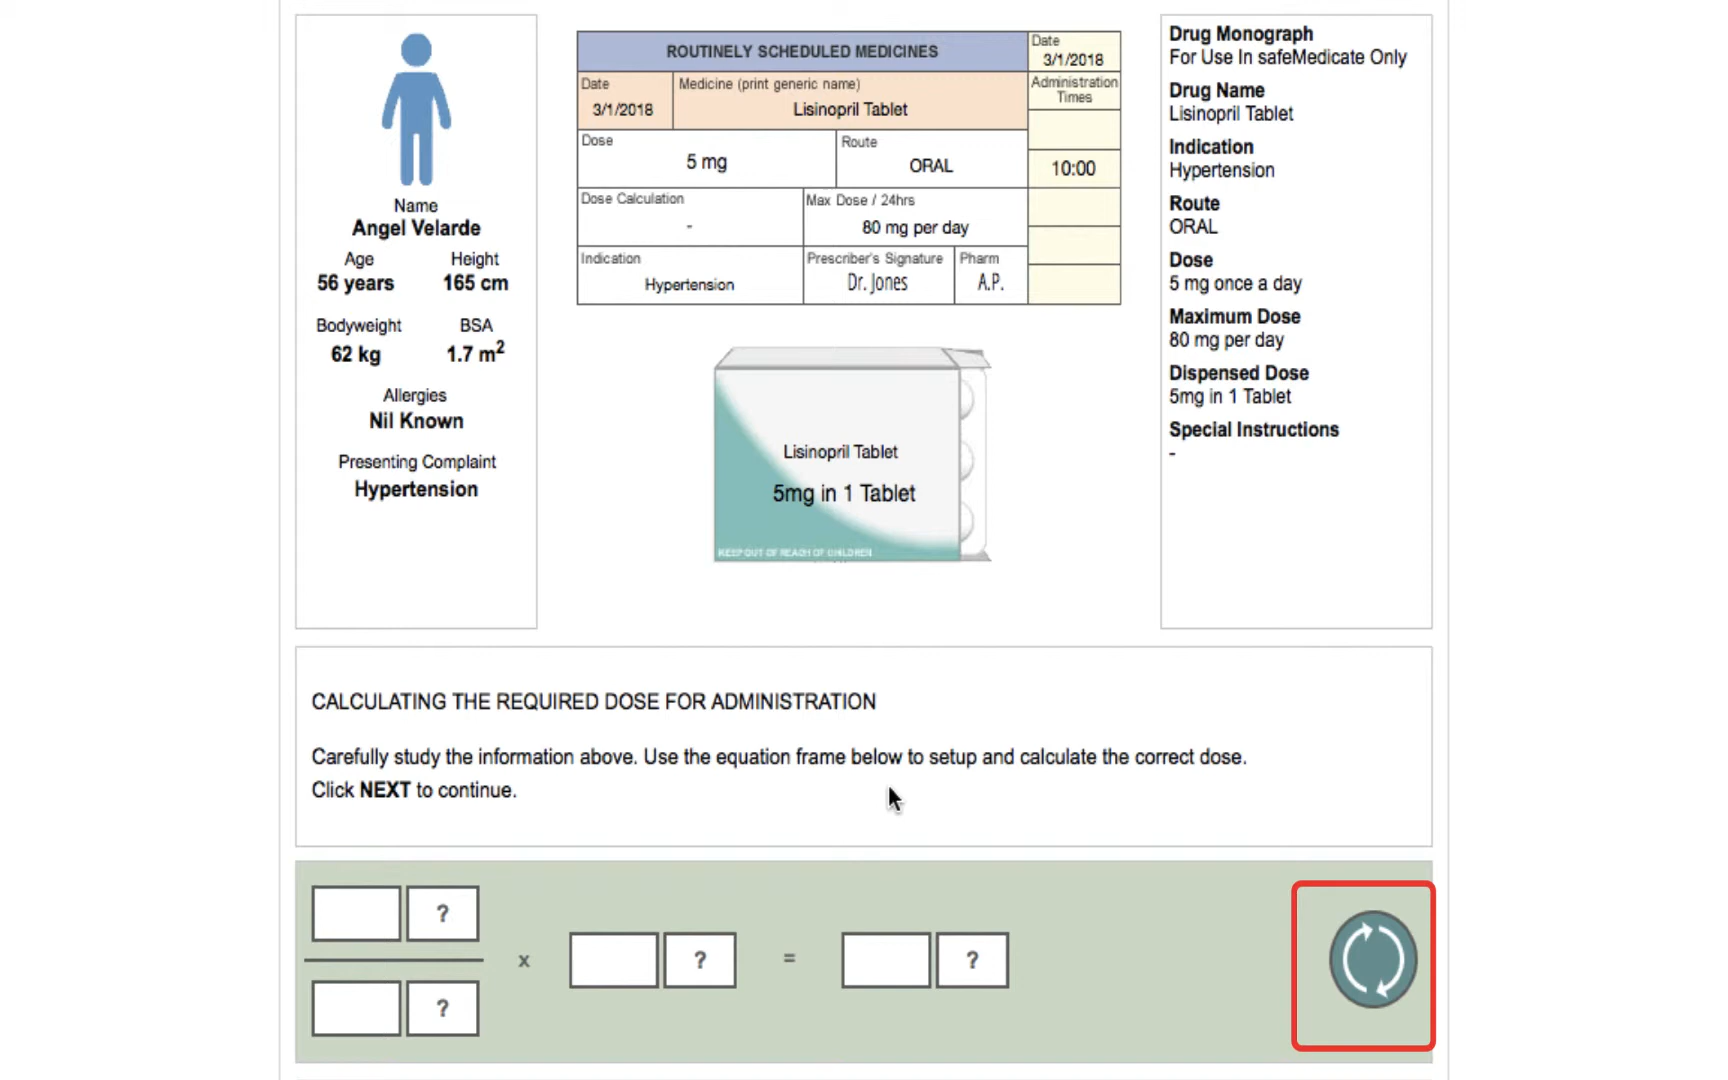 Name
Angel Velarde
Age Height
56 years 165 cm
Bodyweight BSA
62 kg 1.7 m²
Allergies
Nil Known
Presenting Complaint
Hypertension
ROUTINELY SCHEDULED MEDICINES
Date
3/1/2018
Date
3/1/2018
Medicine (print generic name)
Lisinopril Tablet
Administration
Times
Dose
5 mg
Route
ORAL
10:00
Dose Calculation
-
Max Dose / 24hrs
80 mg per day
Indication
Hypertension
Prescriber's Signature
Dr. Jones
Pharm
A.P.
Lisinopril Tablet
5mg in 1 Tablet
KEEP OUT OF REACH OF CHILDREN
Drug Monograph
For Use In safeMedicate Only
Drug Name
Lisinopril Tablet
Indication
Hypertension
Route
ORAL
Dose
5 mg once a day
Maximum Dose
80 mg per day
Dispensed Dose
5mg in 1 Tablet
Special Instructions
-
CALCULATING THE REQUIRED DOSE FOR ADMINISTRATION
Carefully study the information above. Use the equation frame below to setup and calculate the correct dose.
Click NEXT to continue.
?
x ? = ?
?